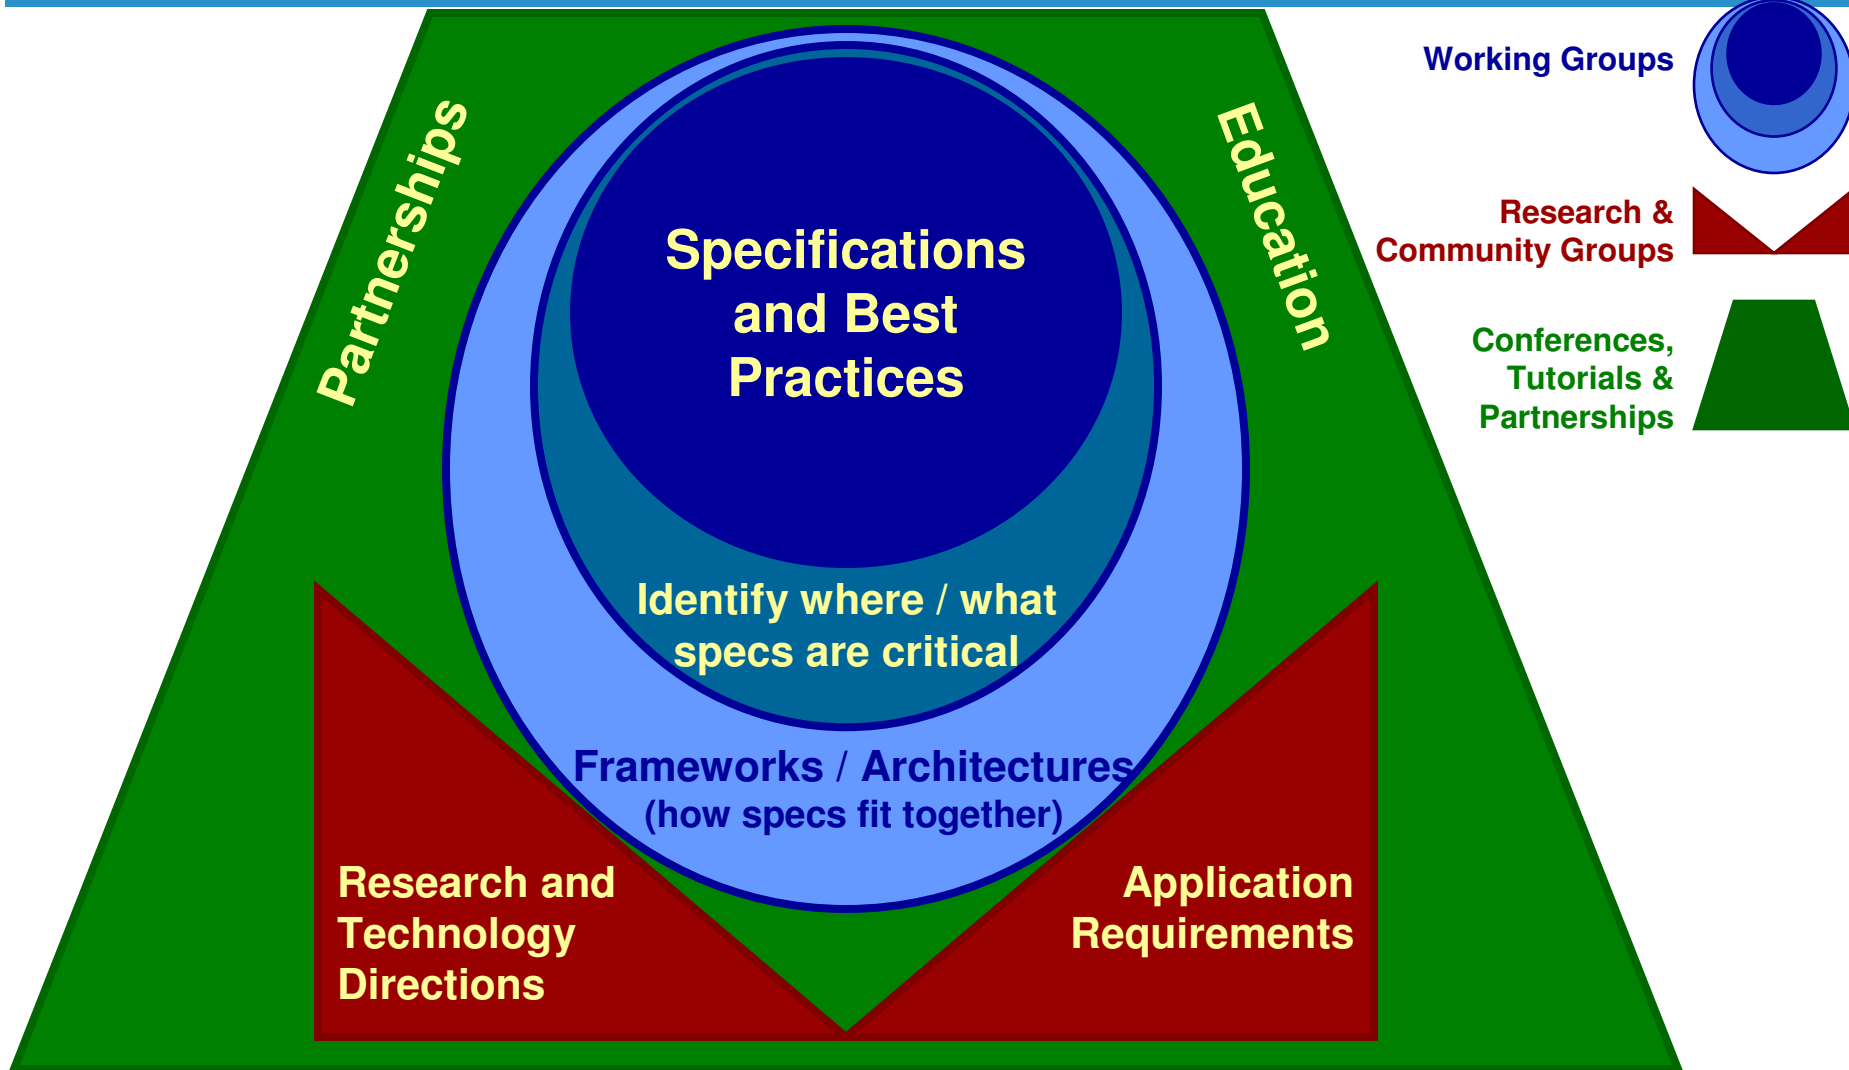 Partnerships
Education
Specifications
and Best
Practices
Identify where / what
specs are critical
Frameworks / Architectures
(how specs fit together)
Research and
Technology
Directions
Application
Requirements
Working Groups
Research &
Community Groups
Conferences,
Tutorials &
Partnerships